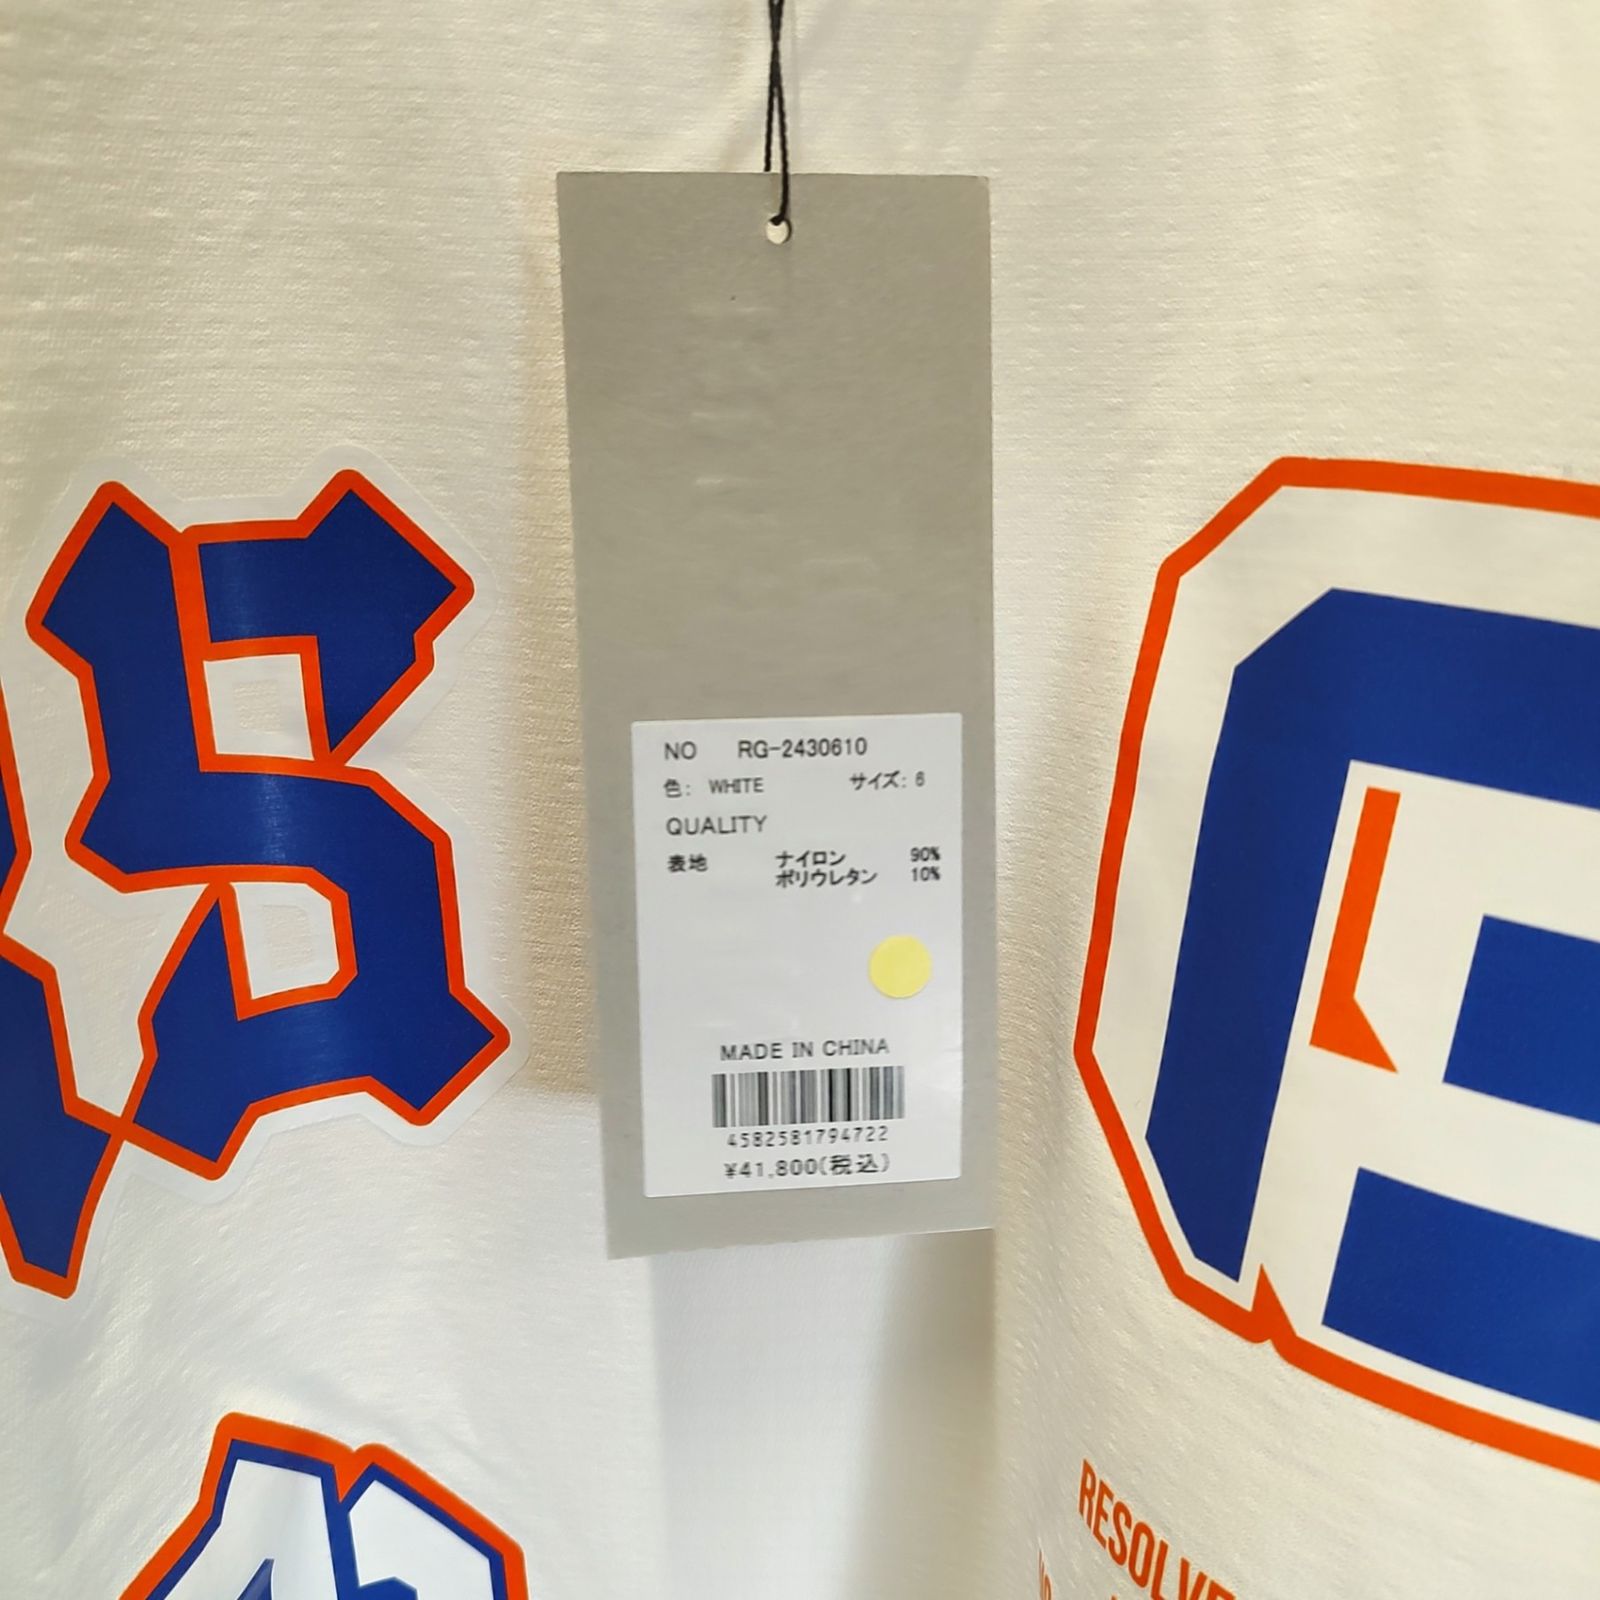 NO RG-2430610
色: WHITE サイズ: 6
QUALITY
表地 ナイロン 90%
ポリウレタン 10%
MADE IN CHINA
4582581794722
¥41,800(税込)
S